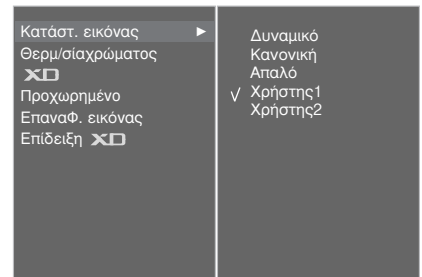 Κατάστ. εικόνας ►
Θερμ/σίαχρώματος
XD
Προχωρημένο
ΕπαναΦ. εικόνας
Επίδειξη XD
Δυναμικό
Κανονική
Απαλό
√ Χρήστης1
Χρήστης2